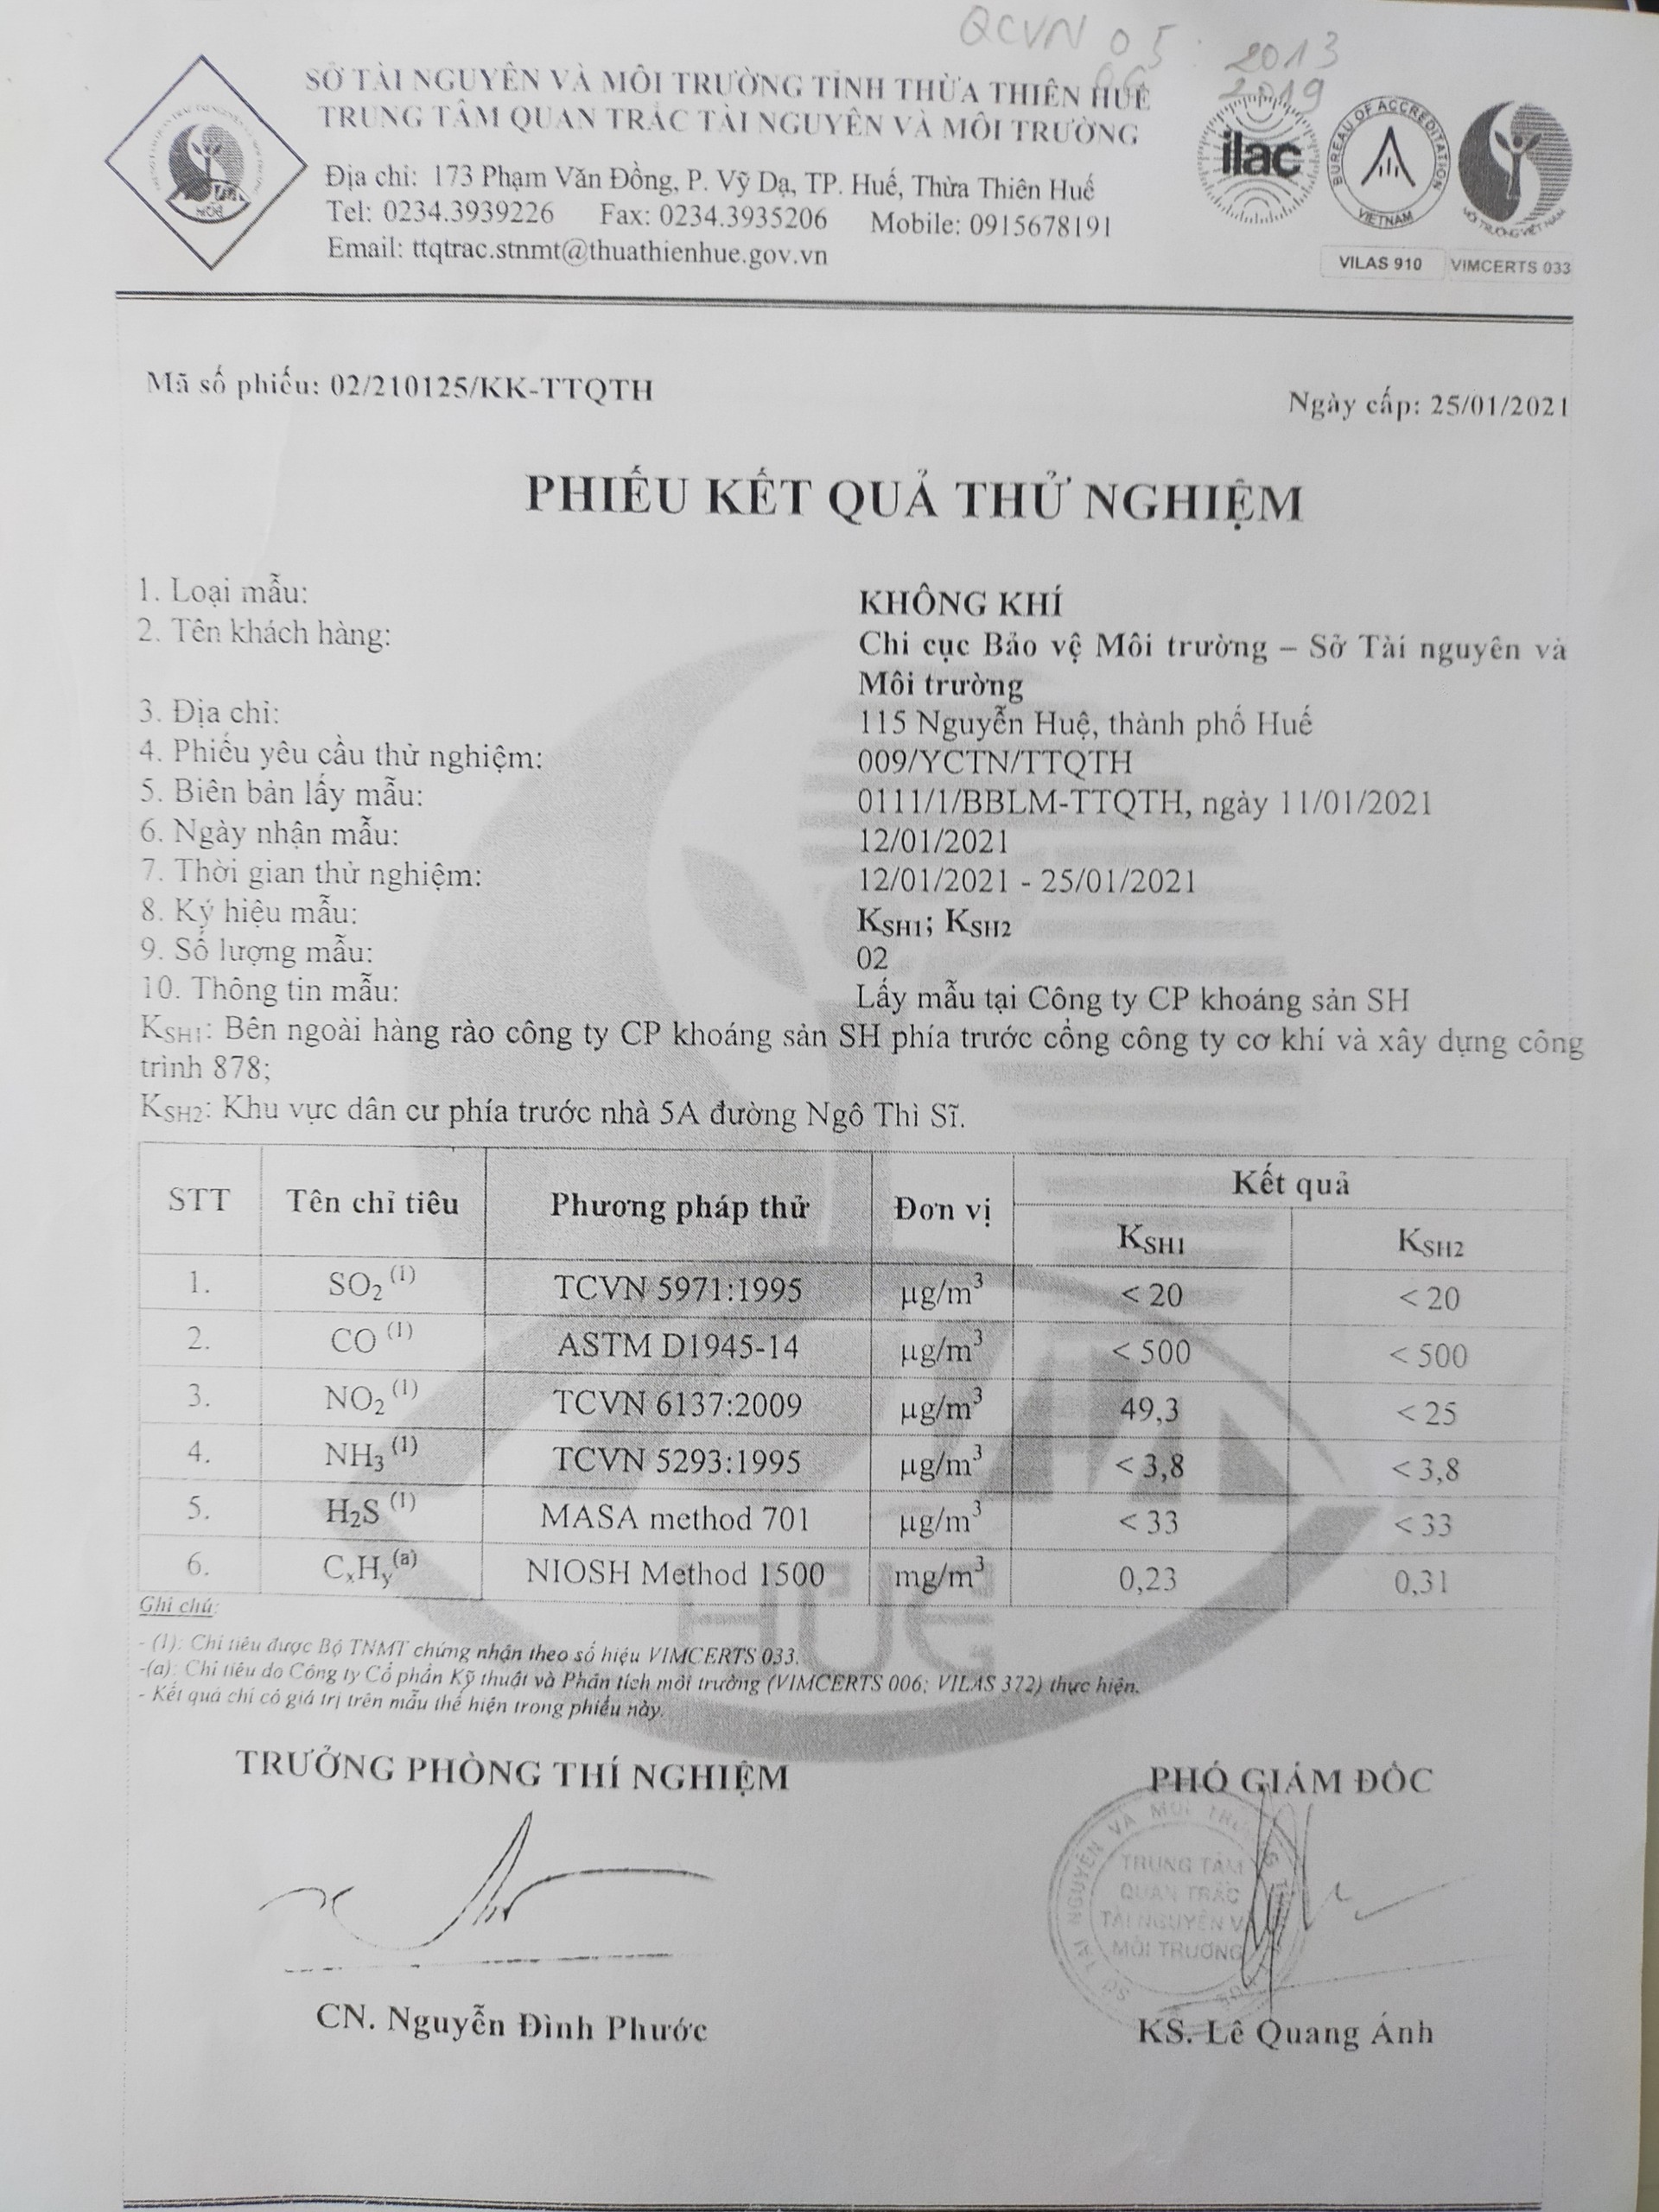 QCVN 05 : 2013
06 2019
SỞ TÀI NGUYÊN VÀ MÔI TRƯỜNG TỈNH THỪA THIÊN HUẾ
TRUNG TÂM QUAN TRẮC TÀI NGUYÊN VÀ MÔI TRƯỜNG
Địa chỉ: 173 Phạm Văn Đồng, P. Vỹ Dạ, TP. Huế, Thừa Thiên Huế
Tel: 0234.3939226 Fax: 0234.3935206 Mobile: 0915678191
Email: ttqtrac.stnmt@thuathienhue.gov.vn
HUẾ
ilac
BUREAU OF ACCREDITATION
VIETNAM
MÔI TRƯỜNG VIỆT NAM
VILAS 910 VIMCERTS 033
Mã số phiếu: 02/210125/KK-TTQTH
Ngày cấp: 25/01/2021
PHIẾU KẾT QUẢ THỬ NGHIỆM
1. Loại mẫu: KHÔNG KHÍ
2. Tên khách hàng: Chi cục Bảo vệ Môi trường – Sở Tài nguyên và
Môi trường
3. Địa chỉ: 115 Nguyễn Huệ, thành phố Huế
4. Phiếu yêu cầu thử nghiệm: 009/YCTN/TTQTH
5. Biên bản lấy mẫu: 0111/1/BBLM-TTQTH, ngày 11/01/2021
6. Ngày nhận mẫu: 12/01/2021
7. Thời gian thử nghiệm: 12/01/2021 - 25/01/2021
8. Ký hiệu mẫu: KSH1; KSH2
9. Số lượng mẫu: 02
10. Thông tin mẫu: Lấy mẫu tại Công ty CP khoáng sản SH
KSH1: Bên ngoài hàng rào công ty CP khoáng sản SH phía trước cổng công ty cơ khí và xây dựng công
trình 878;
KSH2: Khu vực dân cư phía trước nhà 5A đường Ngô Thì Sĩ.
STT Tên chỉ tiêu Phương pháp thử Đơn vị Kết quả
KSH1 KSH2
1. SO2 (1) TCVN 5971:1995 µg/m3 < 20 < 20
2. CO (1) ASTM D1945-14 µg/m3 < 500 < 500
3. NO2 (1) TCVN 6137:2009 µg/m3 49,3 < 25
4. NH3 (1) TCVN 5293:1995 µg/m3 < 3,8 < 3,8
5. H2S (1) MASA method 701 µg/m3 < 33 < 33
6. CxHy(a) NIOSH Method 1500 mg/m3 0,23 0,31
HUẾ
Ghi chú:
- (1): Chỉ tiêu được Bộ TNMT chứng nhận theo số hiệu VIMCERTS 033.
-(a): Chỉ tiêu do Công ty Cổ phần Kỹ thuật và Phân tích môi trường (VIMCERTS 006; VILAS 372) thực hiện.
- Kết quả chỉ có giá trị trên mẫu thể hiện trong phiếu này.
TRƯỞNG PHÒNG THÍ NGHIỆM
PHÓ GIÁM ĐỐC
TRUNG TÂM
QUAN TRẮC
TÀI NGUYÊN VÀ
MÔI TRƯỜNG
CN. Nguyễn Đình Phước
KS. Lê Quang Ánh